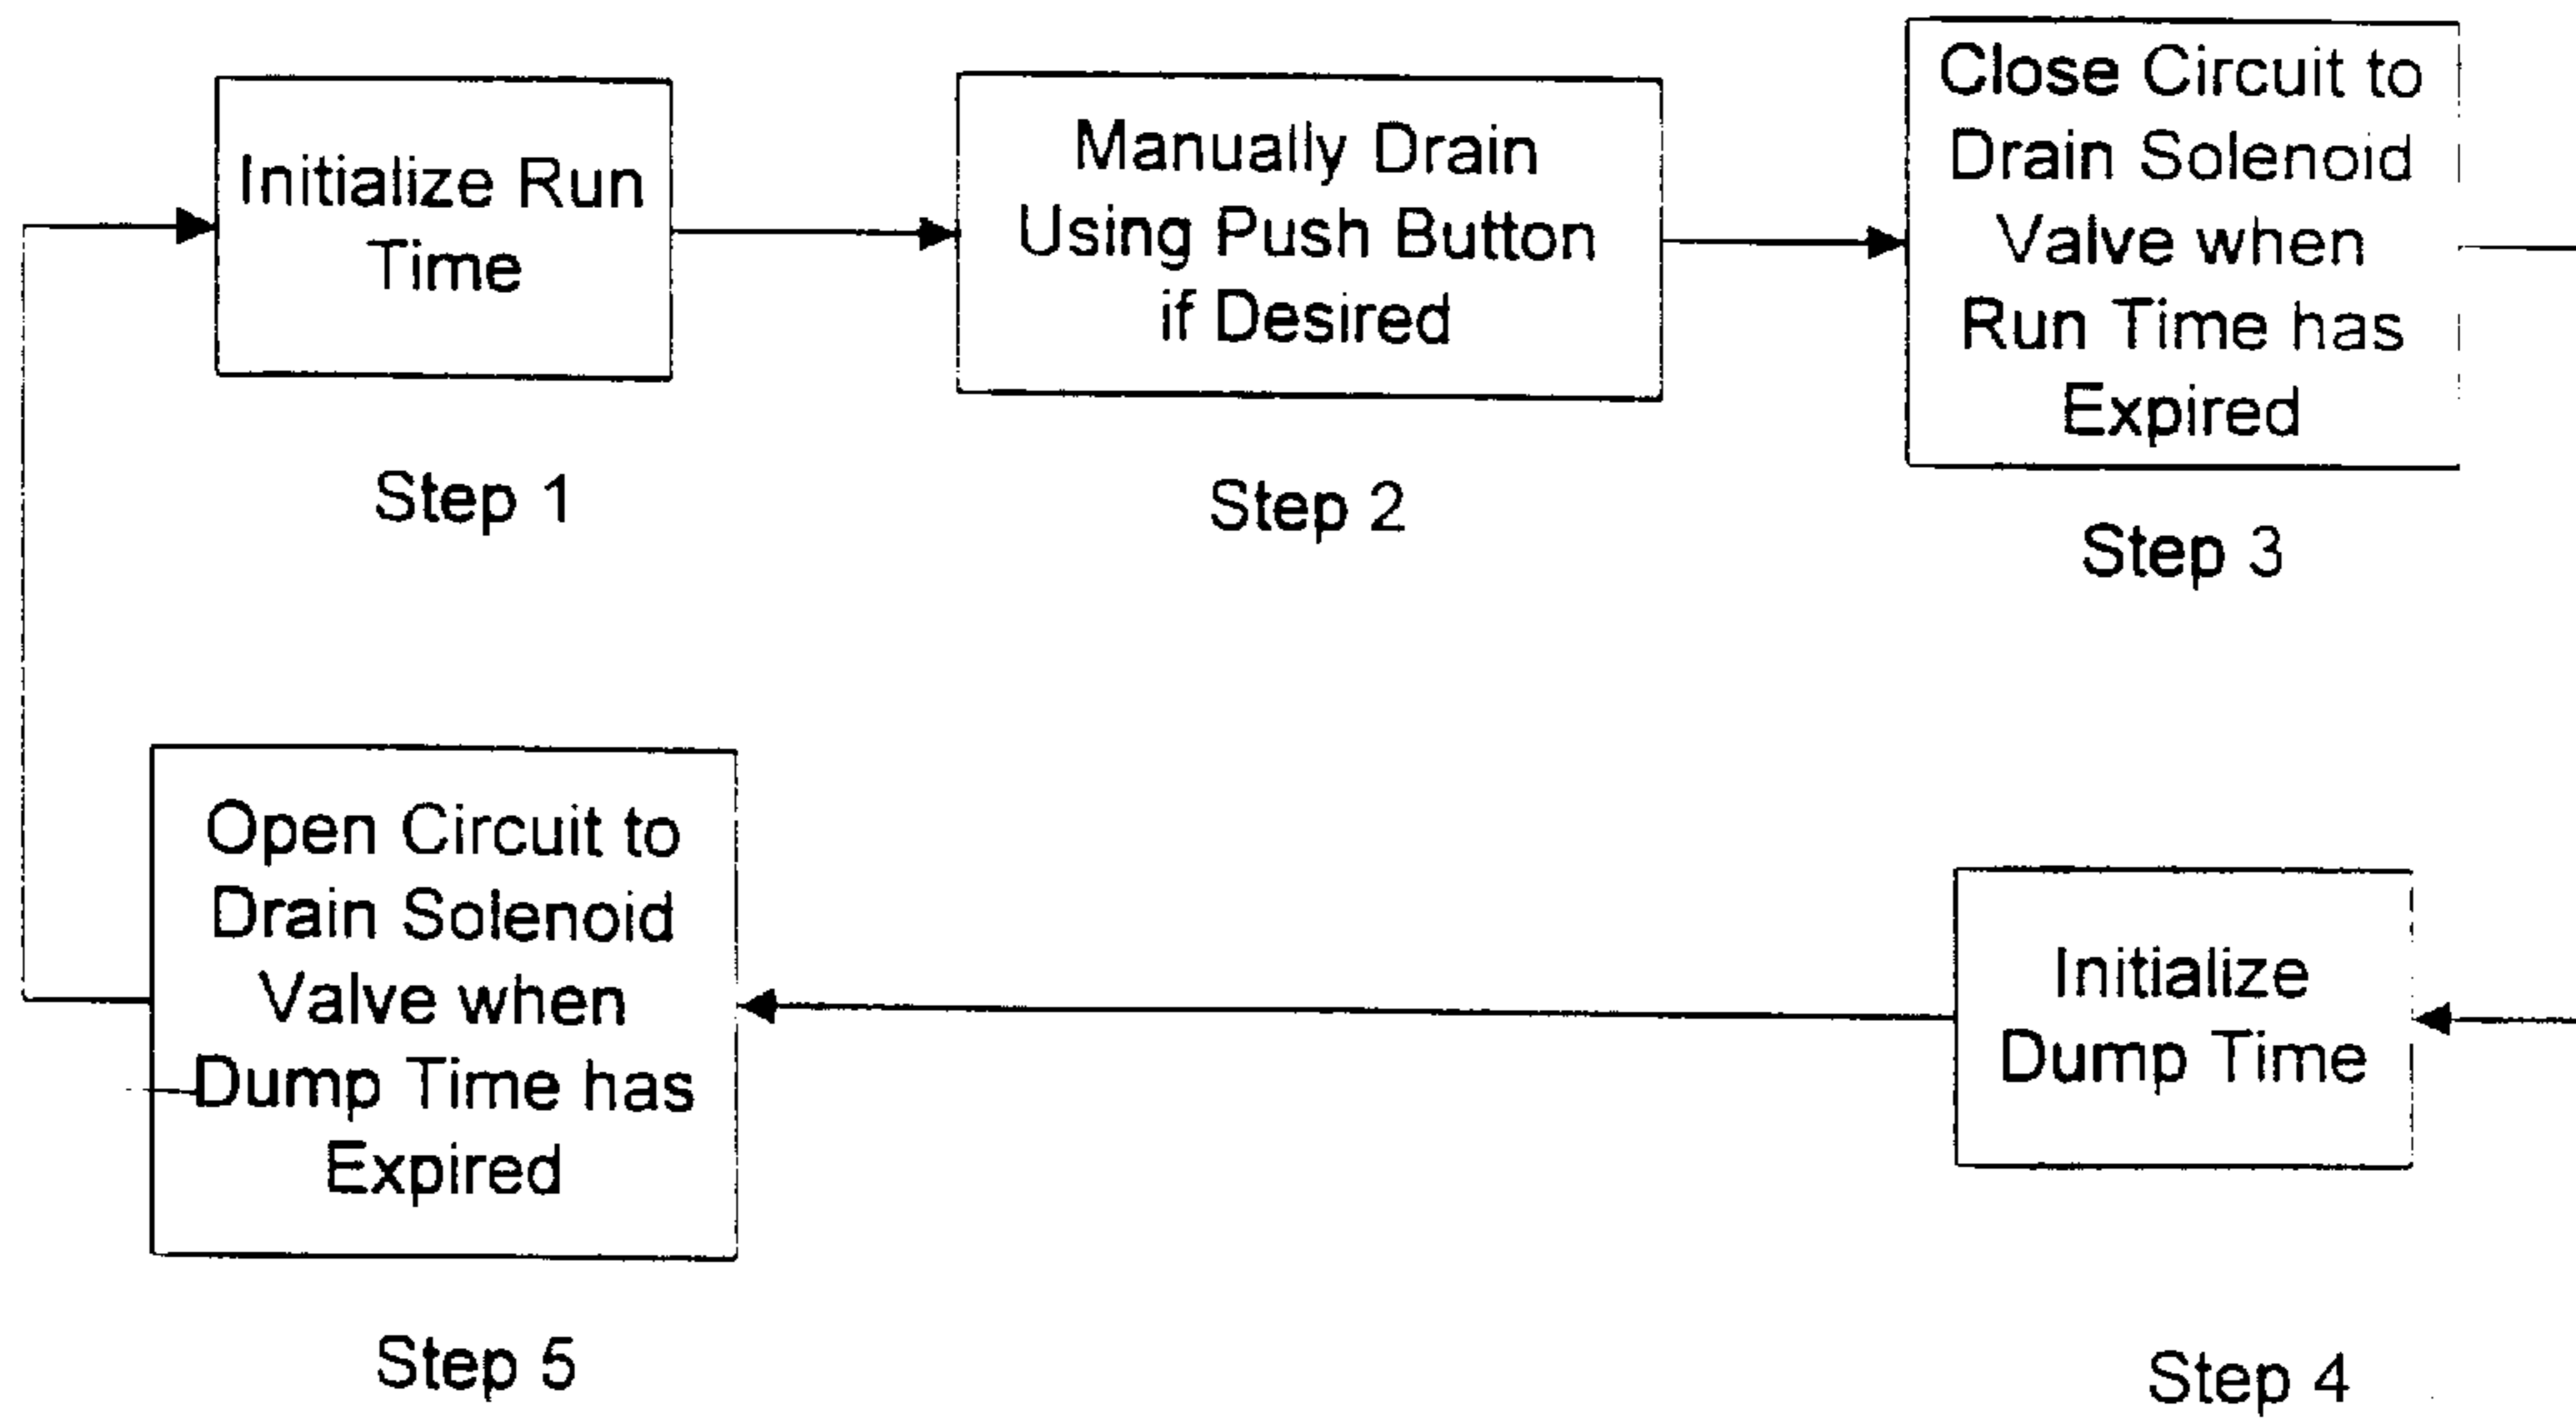 Initialize Run
Time
Step 1
Manually Drain
Using Push Button
if Desired
Step 2
Close Circuit to
Drain Solenoid
Valve when
Run Time has
Expired
Step 3
Initialize
Dump Time
Step 4
Open Circuit to
Drain Solenoid
Valve when
Dump Time has
Expired
Step 5